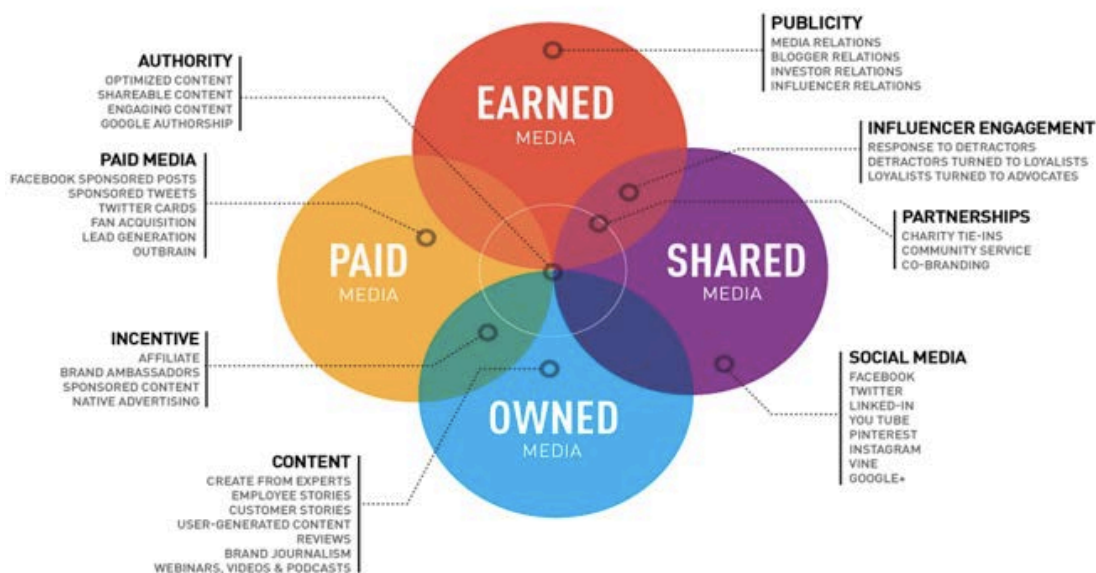 PUBLICITY
MEDIA RELATIONS
BLOGGER RELATIONS
INVESTOR RELATIONS
INFLUENCER RELATIONS
AUTHORITY
OPTIMIZED CONTENT
SHAREABLE CONTENT
ENGAGING CONTENT
GOOGLE AUTHORSHIP
EARNED
MEDIA
INFLUENCER ENGAGEMENT
RESPONSE TO DETRACTORS
DETRACTORS TURNED TO LOYALISTS
LOYALISTS TURNED TO ADVOCATES
PAID MEDIA
FACEBOOK SPONSORED POSTS
SPONSORED TWEETS
TWITTER CARDS
FAN ACQUISITION
LEAD GENERATION
OUTBRAIN
PARTNERSHIPS
CHARITY TIE-INS
COMMUNITY SERVICE
CO-BRANDING
PAID
MEDIA
SHARED
MEDIA
INCENTIVE
AFFILIATE
BRAND AMBASSADORS
SPONSORED CONTENT
NATIVE ADVERTISING
SOCIAL MEDIA
FACEBOOK
TWITTER
LINKED-IN
YOU TUBE
PINTEREST
INSTAGRAM
VINE
GOOGLE+
OWNED
MEDIA
CONTENT
CREATE FROM EXPERTS
EMPLOYEE STORIES
CUSTOMER STORIES
USER-GENERATED CONTENT
REVIEWS
BRAND JOURNALISM
WEBINARS, VIDEOS & PODCASTS